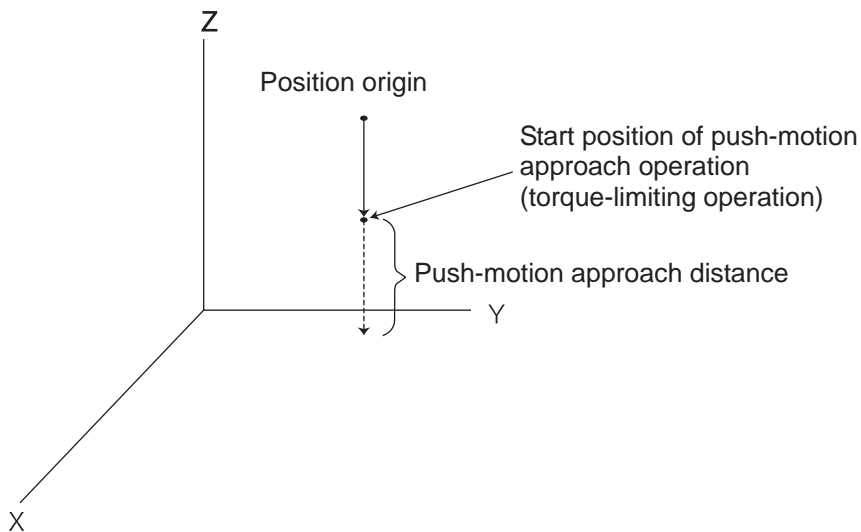 Z
Position origin
Start position of push-motion
approach operation
(torque-limiting operation)
Push-motion approach distance
Y
X